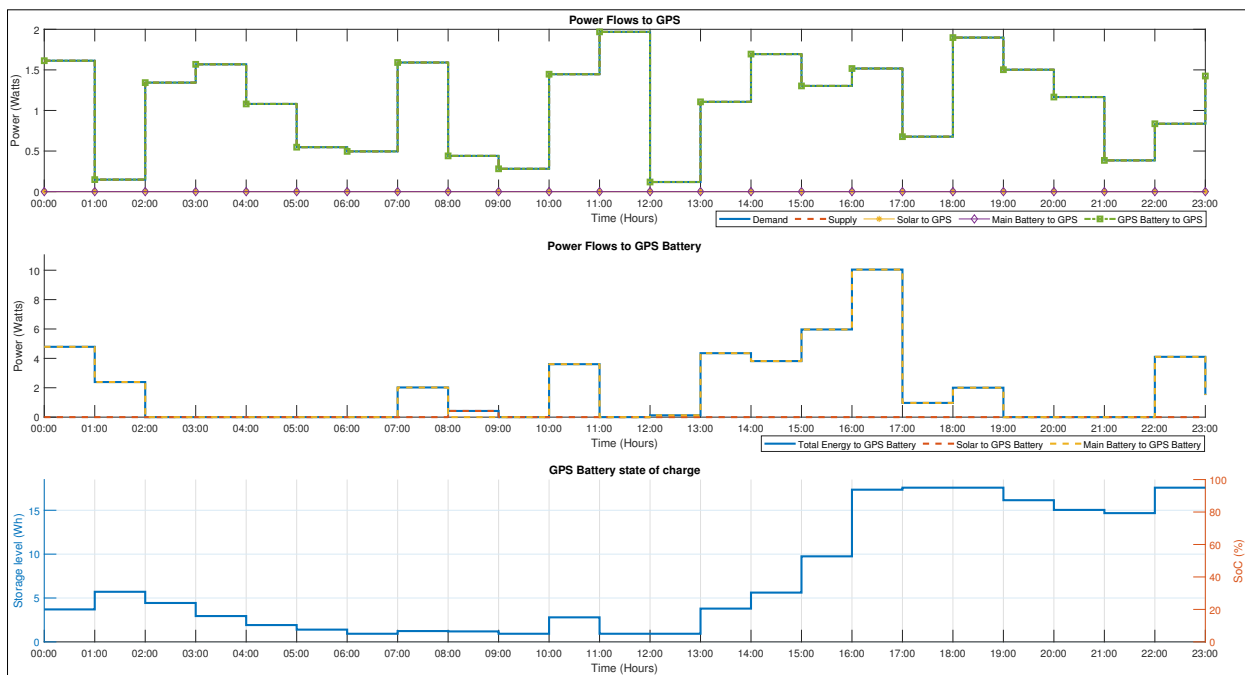 Power Flows to GPS
Power (Watts)
2
1.5
1
0.5
0
00:00 01:00 02:00 03:00 04:00 05:00 06:00 07:00 08:00 09:00 10:00 11:00 12:00 13:00 14:00 15:00 16:00 17:00 18:00 19:00 20:00 21:00 22:00 23:00
Time (Hours)
Demand Supply Solar to GPS Main Battery to GPS GPS Battery to GPS
Power Flows to GPS Battery
Power (Watts)
10
8
6
4
2
0
00:00 01:00 02:00 03:00 04:00 05:00 06:00 07:00 08:00 09:00 10:00 11:00 12:00 13:00 14:00 15:00 16:00 17:00 18:00 19:00 20:00 21:00 22:00 23:00
Time (Hours)
Total Energy to GPS Battery Solar to GPS Battery Main Battery to GPS Battery
GPS Battery state of charge
Storage level (Wh)
15
10
5
0
100
80
60
40
20
0
SoC (%)
00:00 01:00 02:00 03:00 04:00 05:00 06:00 07:00 08:00 09:00 10:00 11:00 12:00 13:00 14:00 15:00 16:00 17:00 18:00 19:00 20:00 21:00 22:00 23:00
Time (Hours)